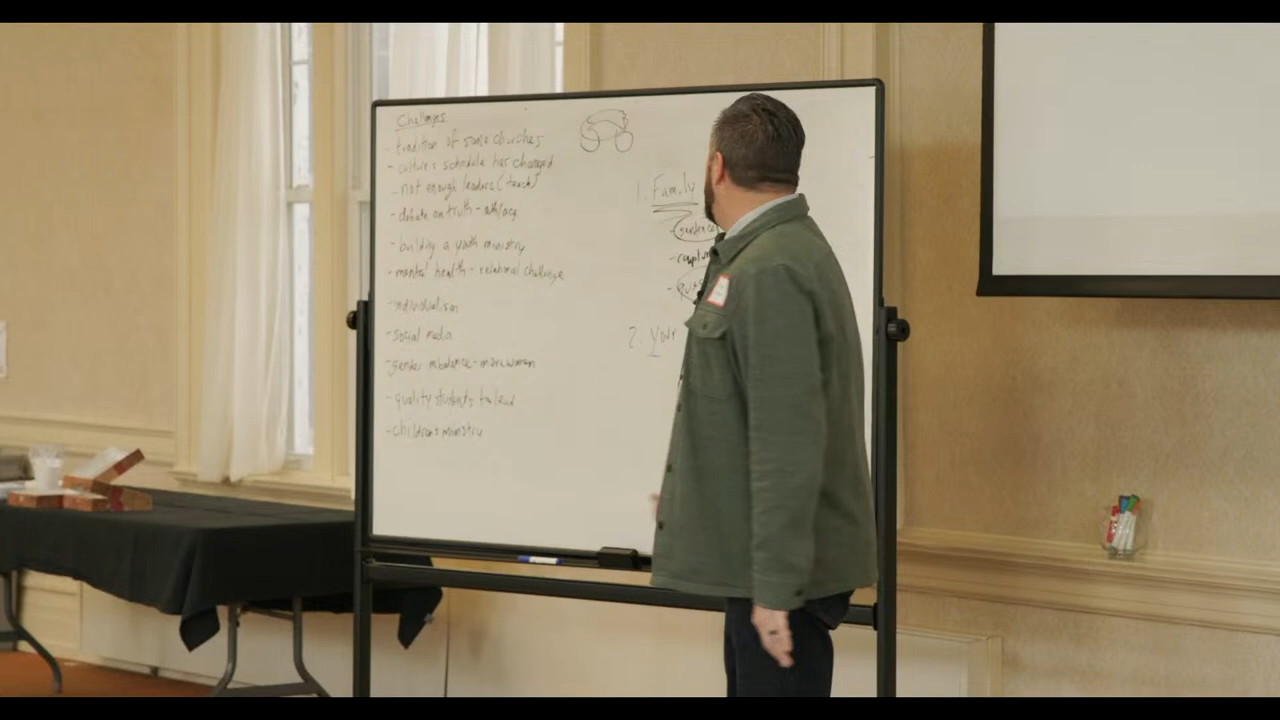 Challenges
- tradition of some churches
- culture's schedule has changed
- not enough leaders (teach)
- debate on truth -
- building a youth ministry
- mental health - relational challenge
- individualism
- social media
- gender imbalance - more women
- quality students to lead
- children's ministry
1. Family
2. your